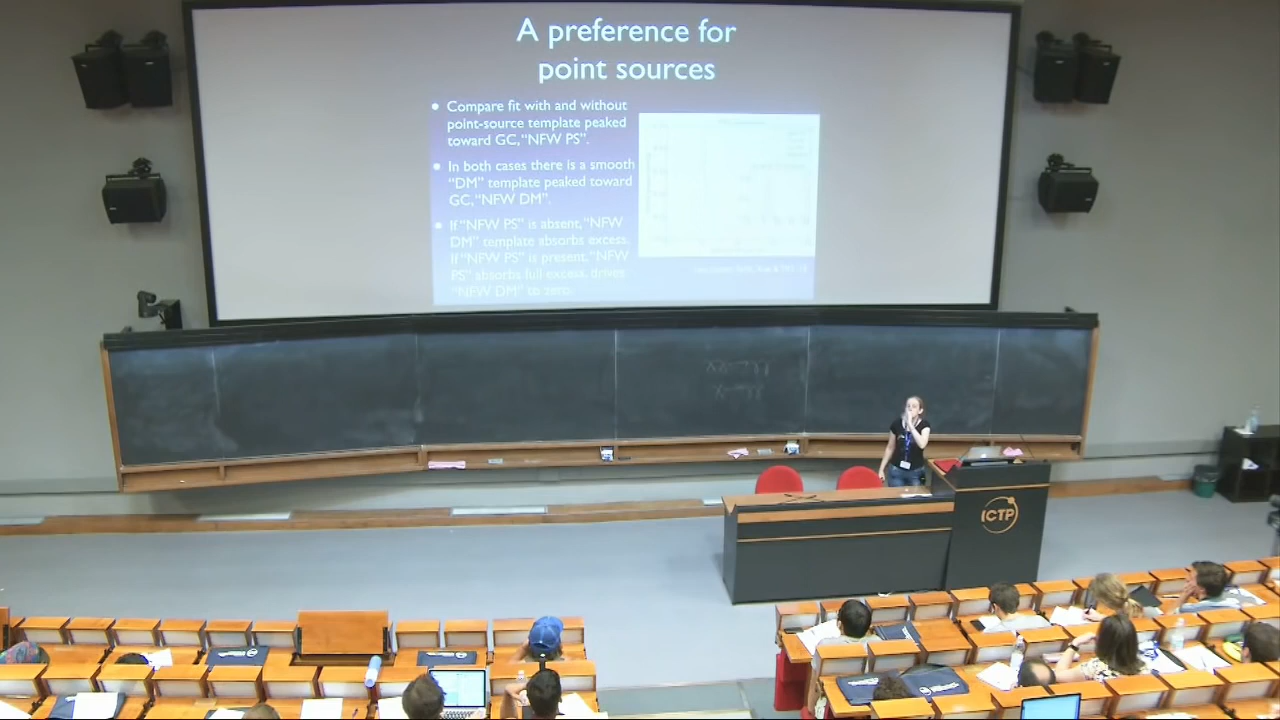 A preference for
point sources
• Compare fit with and without
point-source template peaked
toward GC, “NFW PS”.
• In both cases there is a smooth
“DM” template peaked toward
GC, “NFW DM”.
• If “NFW PS” is absent, “NFW
DM” template absorbs excess.
If “NFW PS” is present, “NFW
PS” absorbs full excess, drives
“NFW DM” to zero.
ICTP